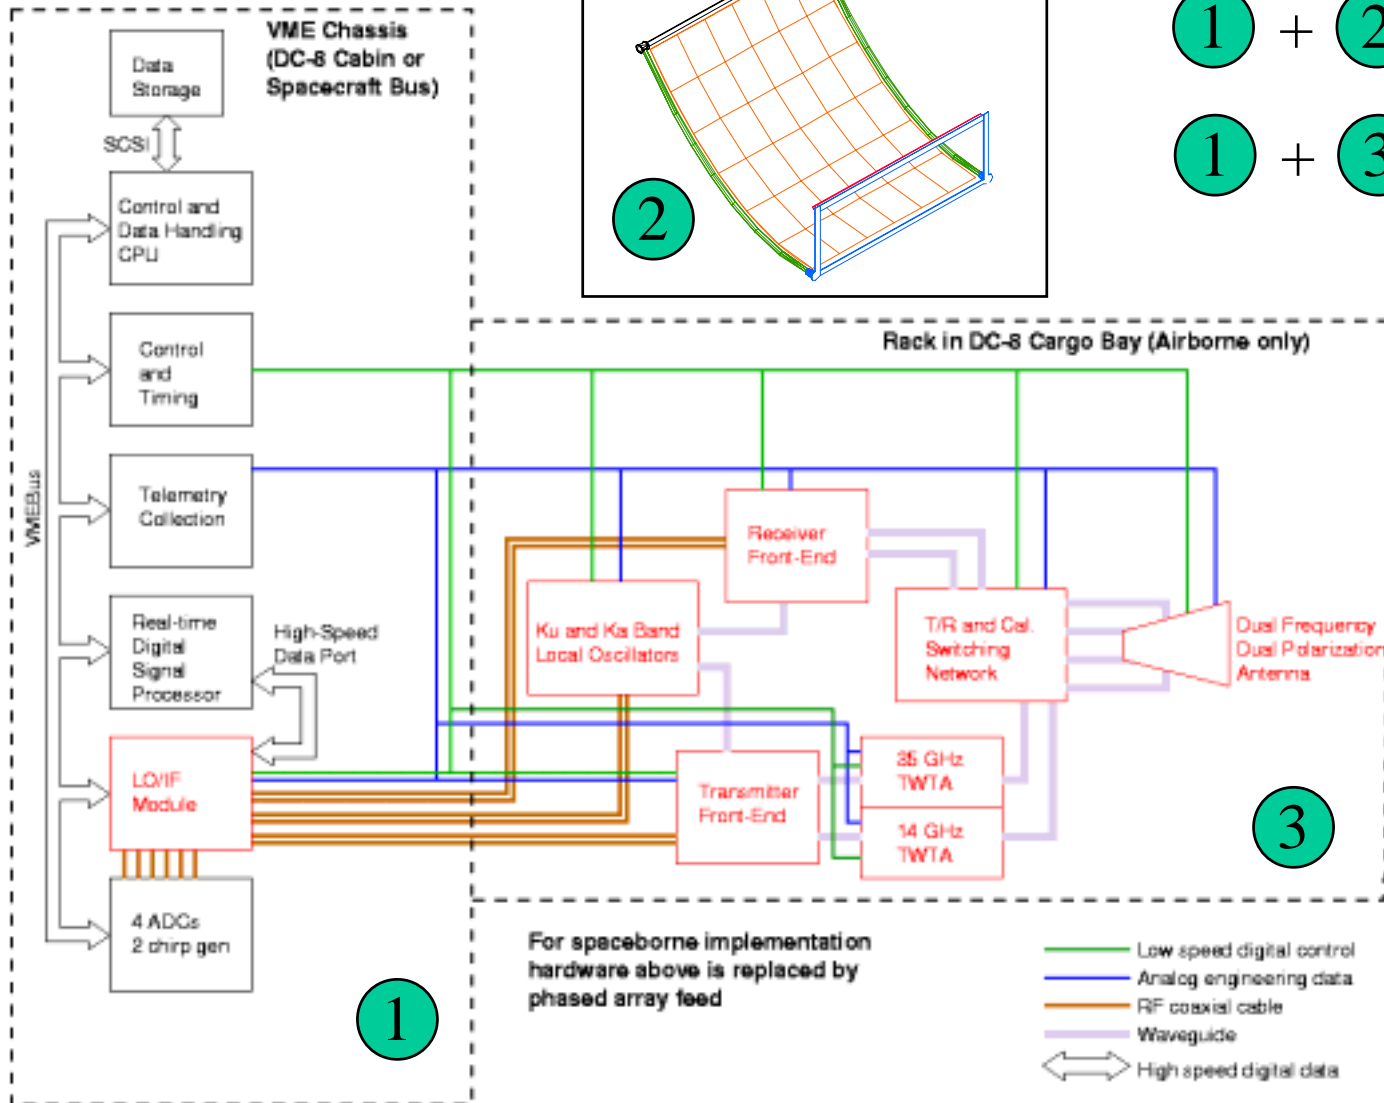 VME Chassis
(DC-8 Cabin or
Spacecraft Bus)
Data
Storage
SCSI
Control and
Data Handling
CPU
Control
and
Timing
Telemetry
Collection
VMEBus
Real-time
Digital
Signal
Processor
High-Speed
Data Port
LO/IF
Module
4 ADCs
2 chirp gen
1
2
1 + 2
1 + 3
Rack in DC-8 Cargo Bay (Airborne only)
Receiver
Front-End
Ku and Ka Band
Local Oscillators
T/R and Cal.
Switching
Network
Dual Frequency
Dual Polarization
Antenna
Transmitter
Front-End
35 GHz
TWTA
14 GHz
TWTA
3
For spaceborne implementation
hardware above is replaced by
phased array feed
Low speed digital control
Analog engineering data
RF coaxial cable
Waveguide
High speed digital data